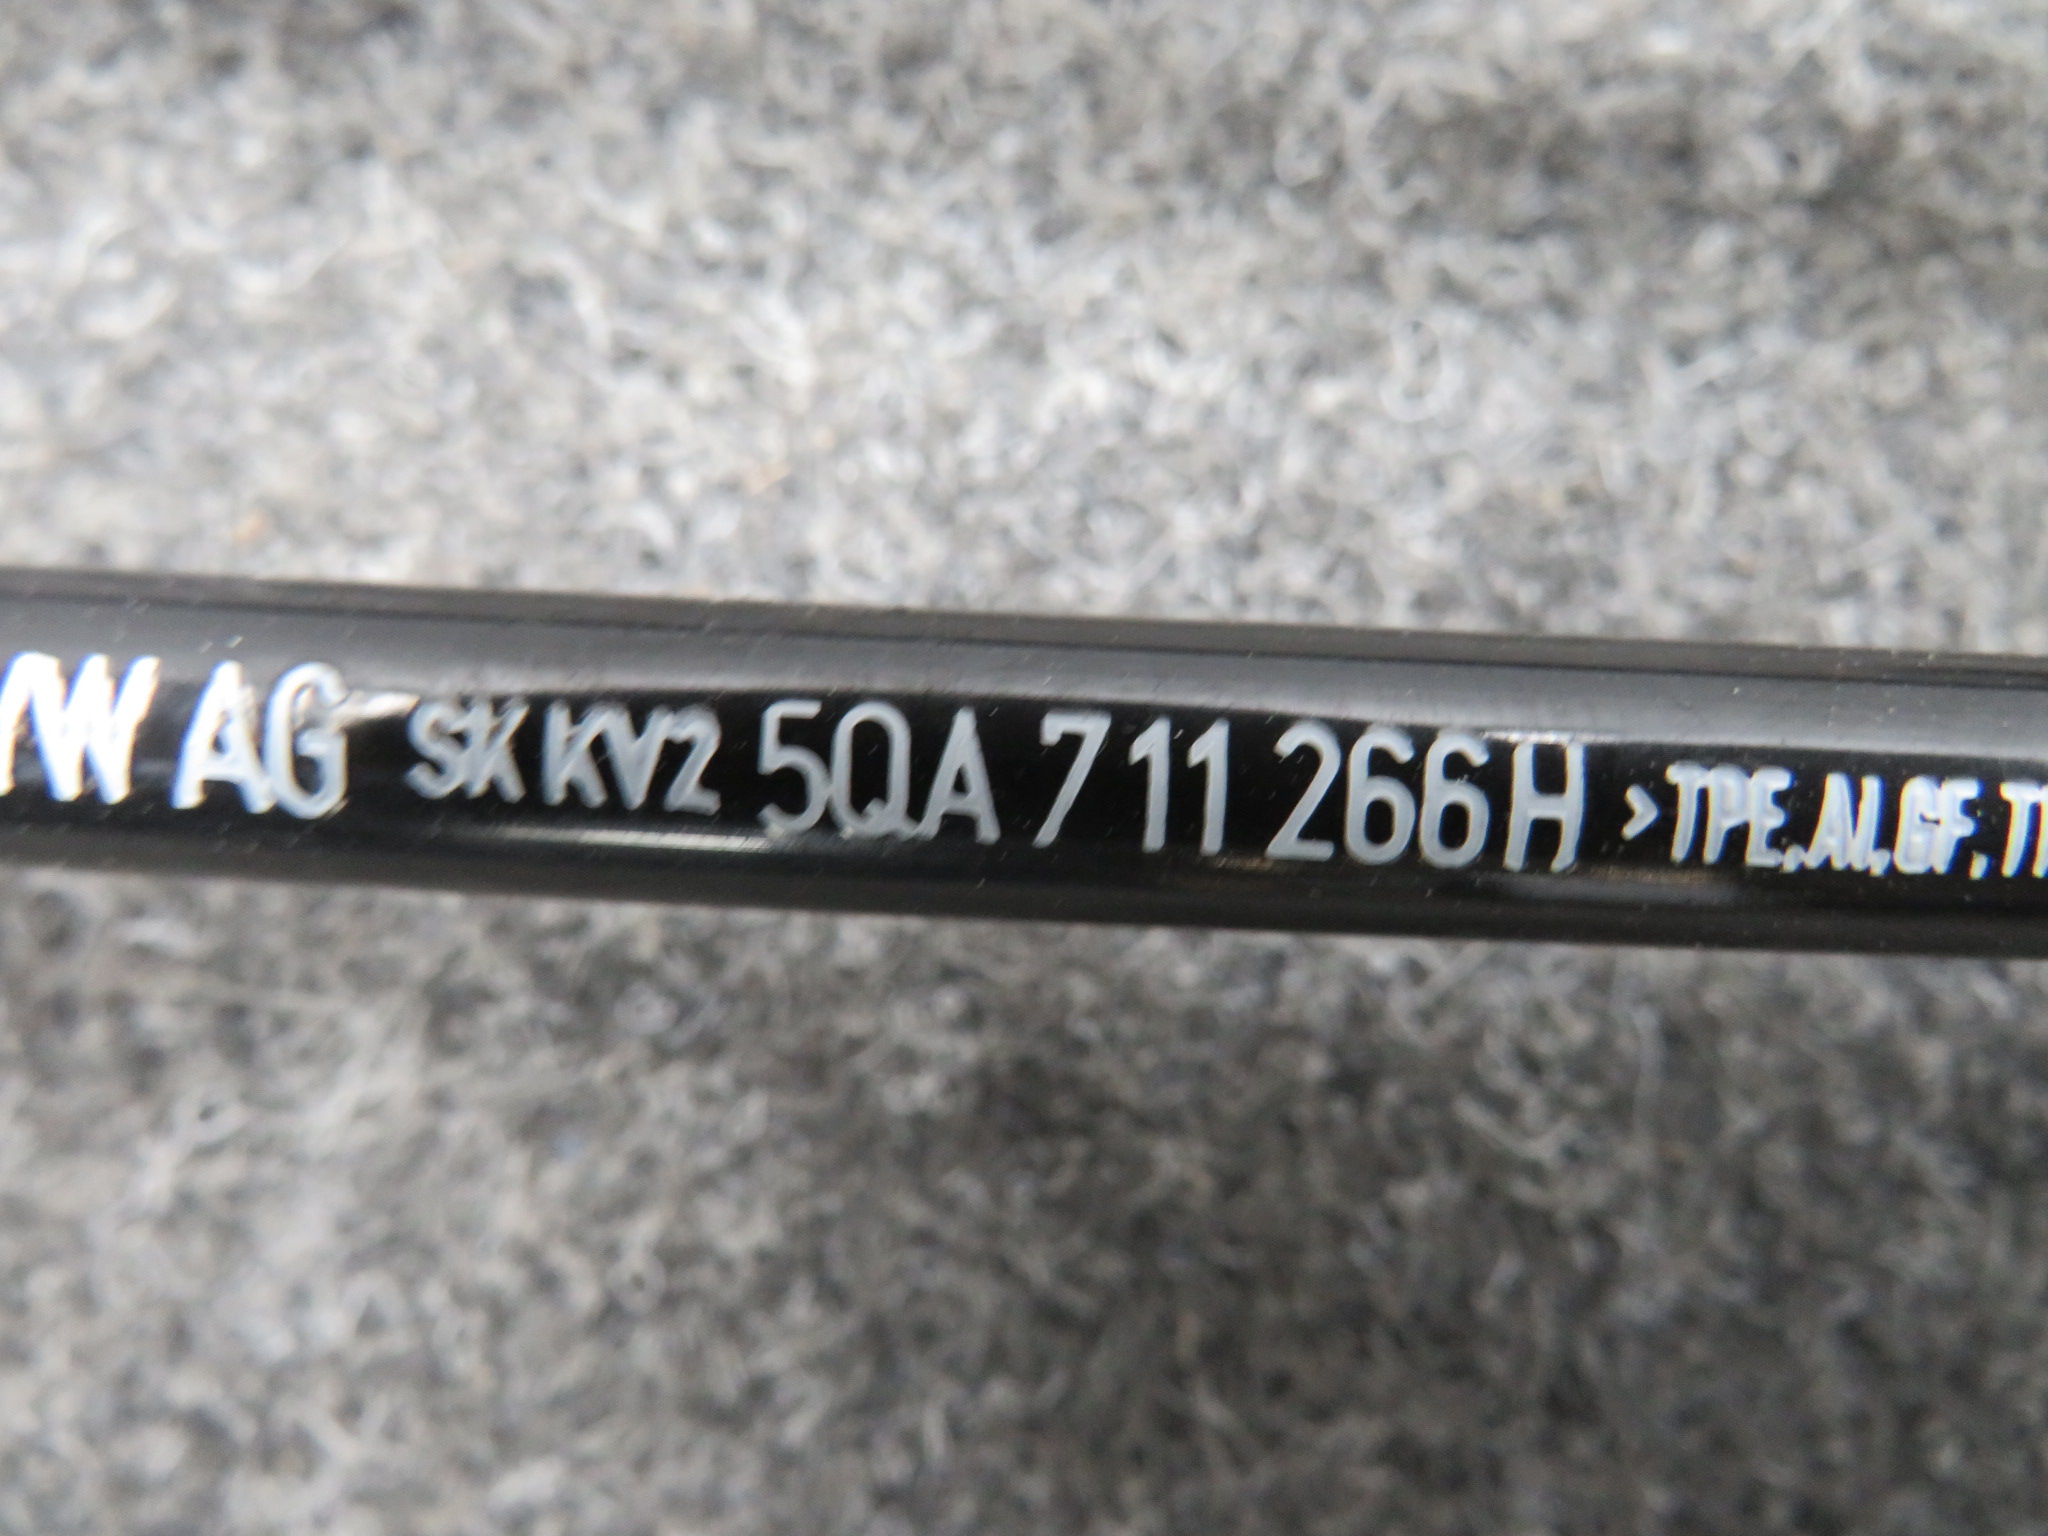 VW AG SK KV2 5QA 711 266 H >TPE,AI,GF,